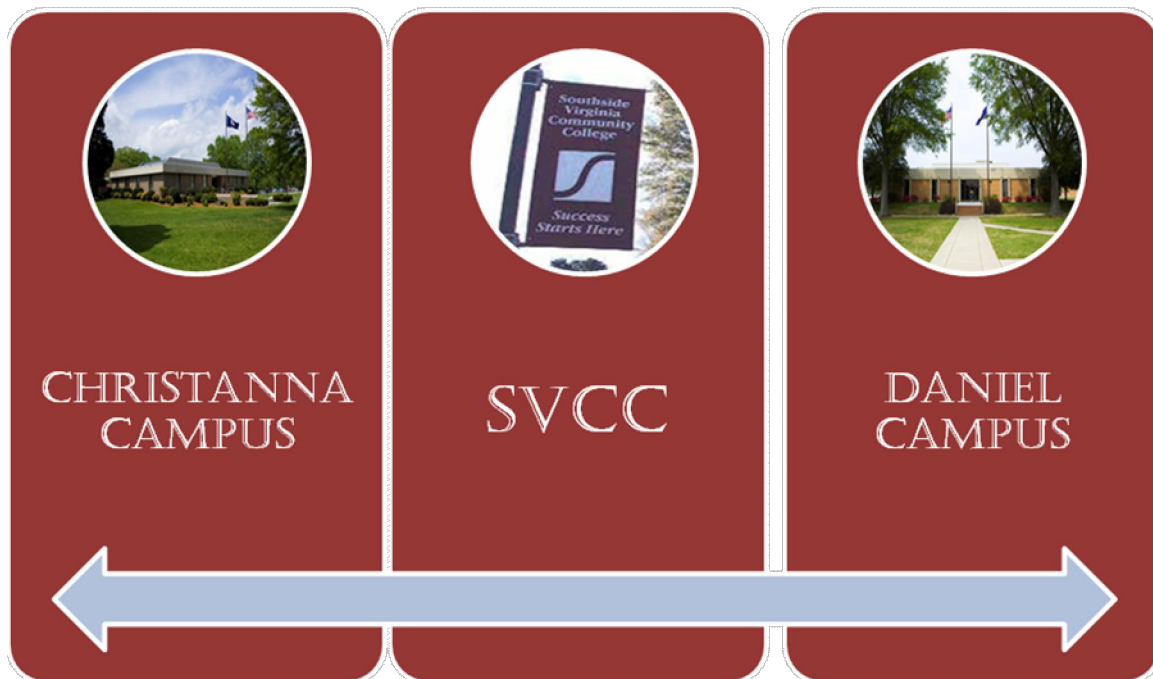 Southside
Virginia
Community
College
Success
Starts Here
CHRISTANNA
CAMPUS
SVCC
DANIEL
CAMPUS